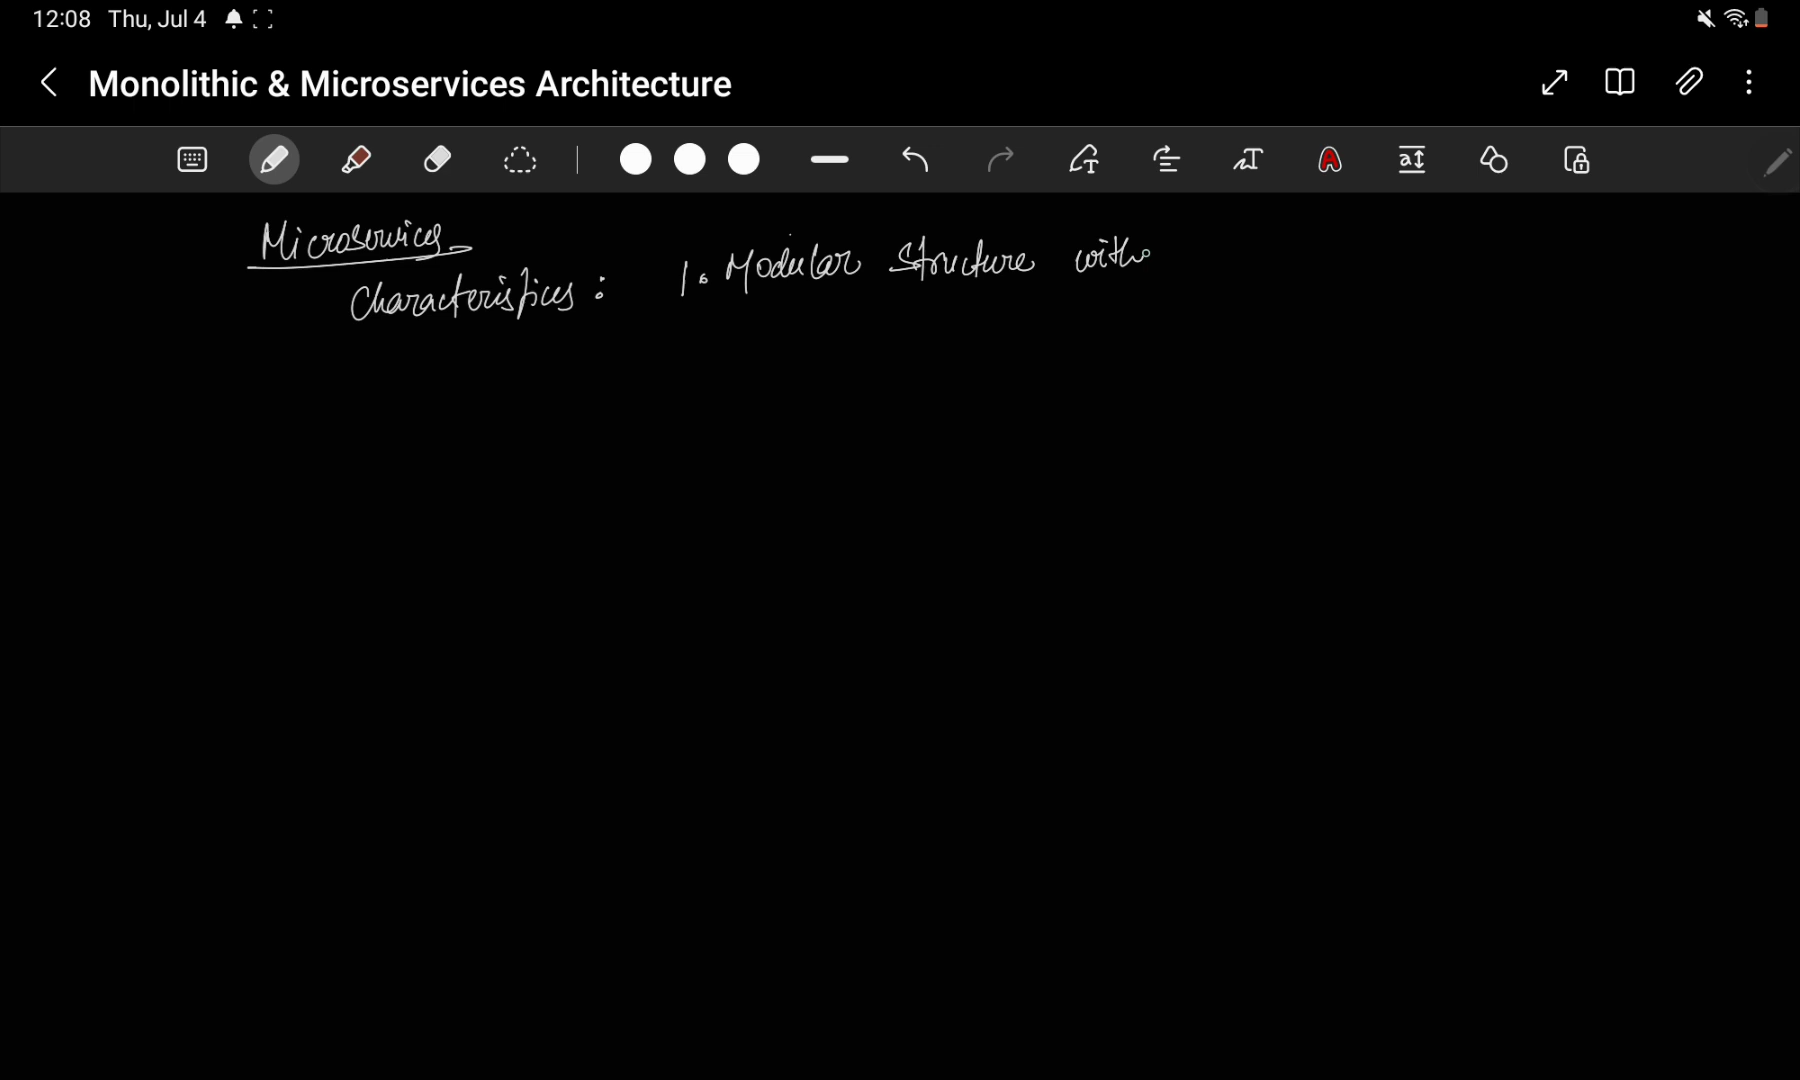 12:08 Thu, Jul 4
Monolithic & Microservices Architecture
Microservices
Characteristics : 1. Modular Structure with